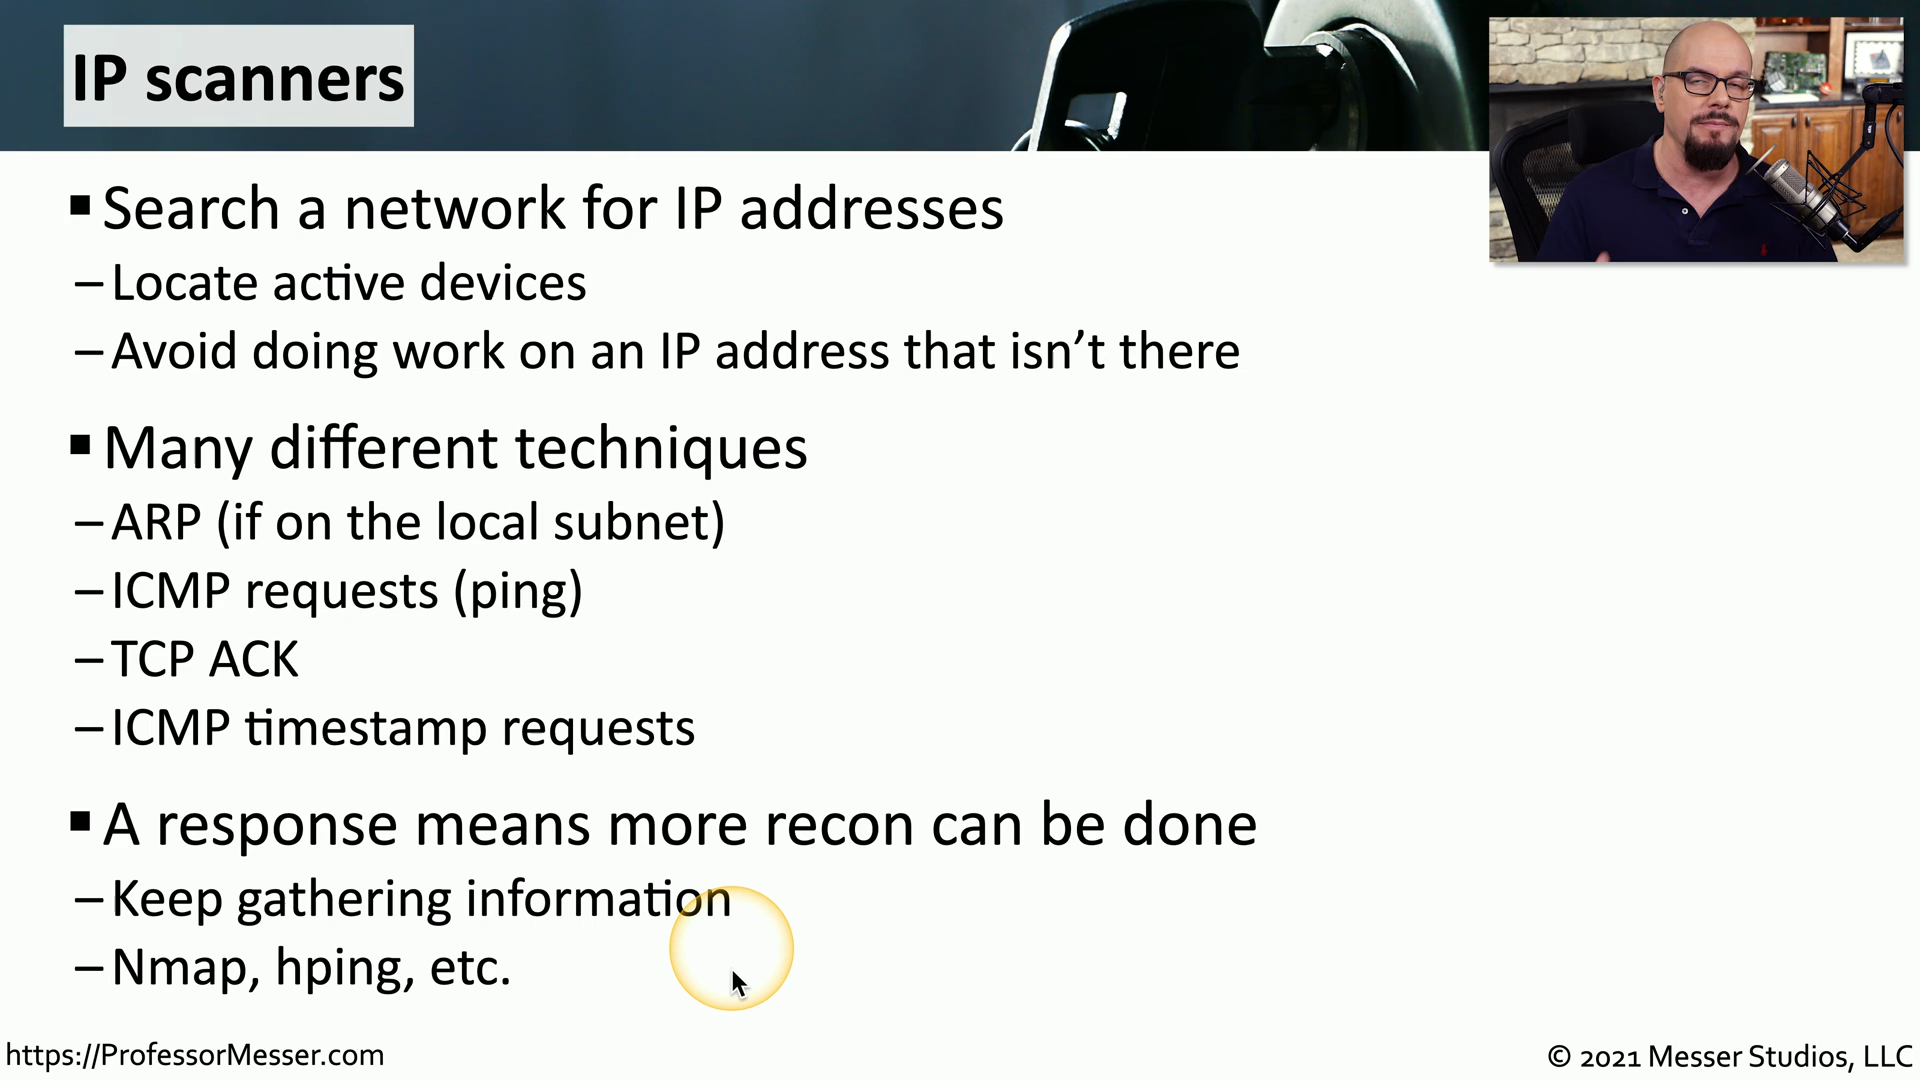 IP scanners
▪ Search a network for IP addresses
– Locate active devices
– Avoid doing work on an IP address that isn’t there
▪ Many different techniques
– ARP (if on the local subnet)
– ICMP requests (ping)
– TCP ACK
– ICMP timestamp requests
▪ A response means more recon can be done
– Keep gathering information
– Nmap, hping, etc.
https://ProfessorMesser.com
© 2021 Messer Studios, LLC